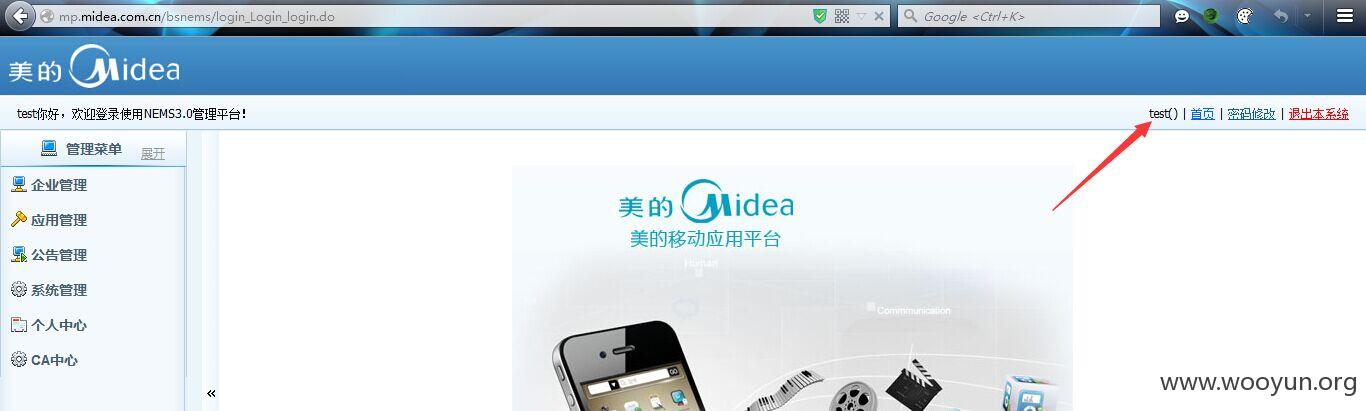 mp.midea.com.cn/bsnems/login_Login_login.do
Google <Ctrl+K>
美的 Midea
test你好，欢迎登录使用NEMS3.0管理平台！
test() | 首页 | 密码修改 | 退出本系统
管理菜单 展开
企业管理
应用管理
公告管理
系统管理
个人中心
CA中心
«
美的 Midea
美的移动应用平台
Human
Commmunication
GO
www.wooyun.org